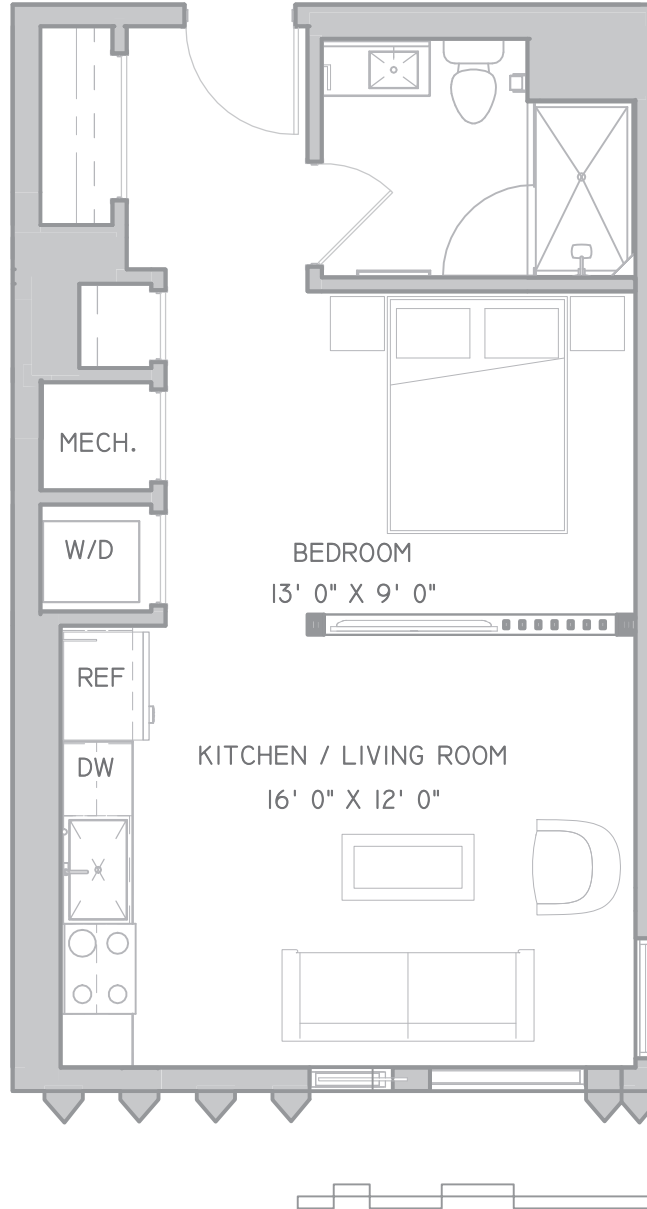 MECH.
W/D
BEDROOM
13' 0" X 9' 0"
REF
KITCHEN / LIVING ROOM
DW
16' 0" X 12' 0"